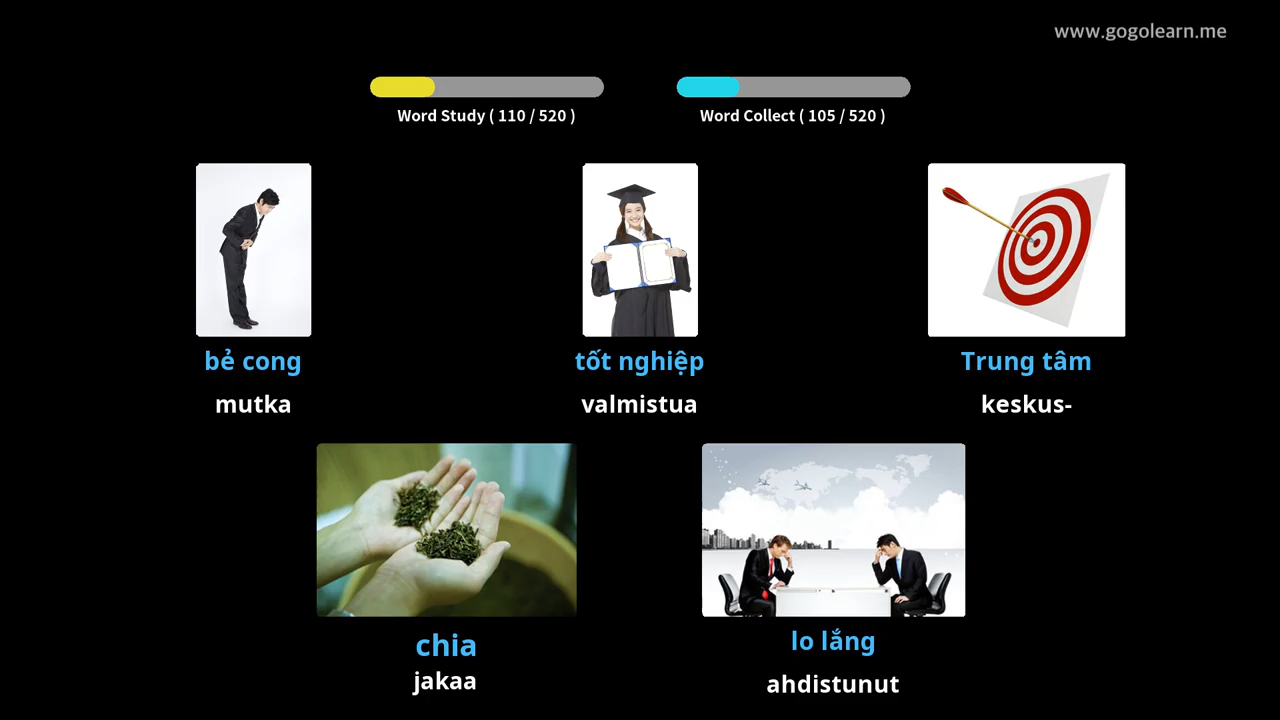 www.gogolearn.me
Word Study ( 110 / 520 )
Word Collect ( 105 / 520 )
bẻ cong
mutka
tốt nghiệp
valmistua
Trung tâm
keskus-
chia
jakaa
lo lắng
ahdistunut